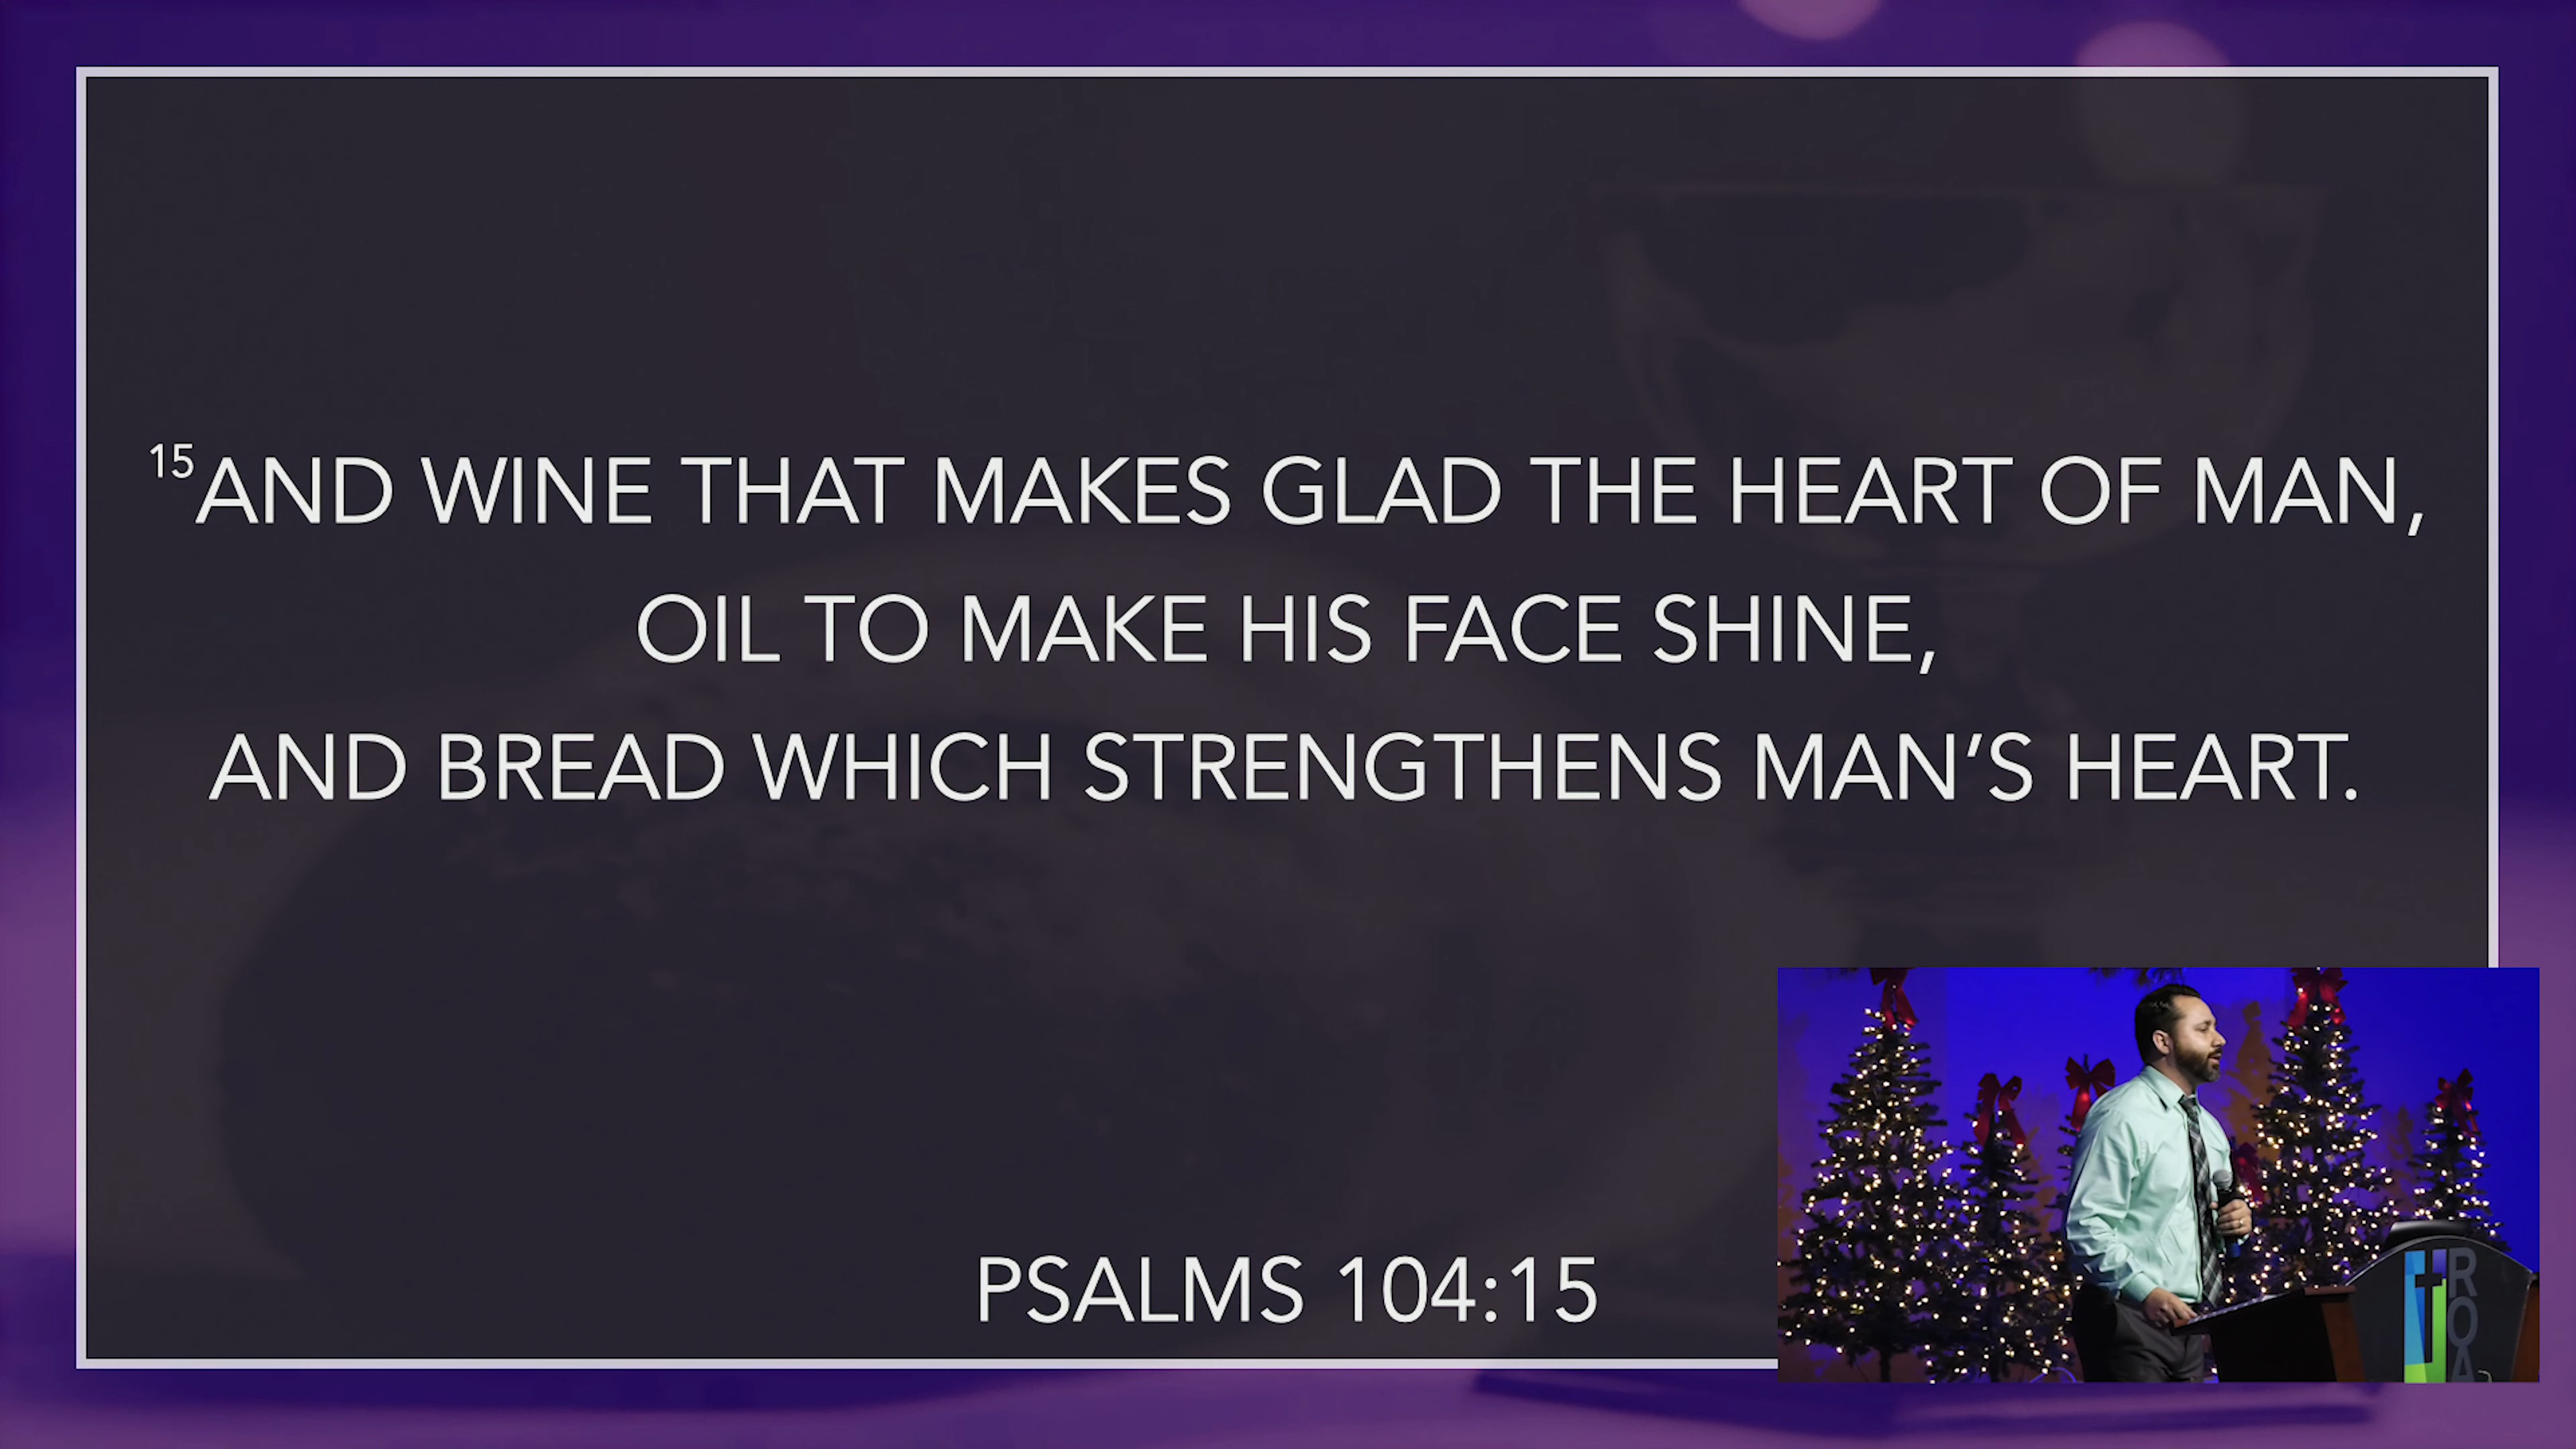 15AND WINE THAT MAKES GLAD THE HEART OF MAN,
OIL TO MAKE HIS FACE SHINE,
AND BREAD WHICH STRENGTHENS MAN’S HEART.
PSALMS 104:15